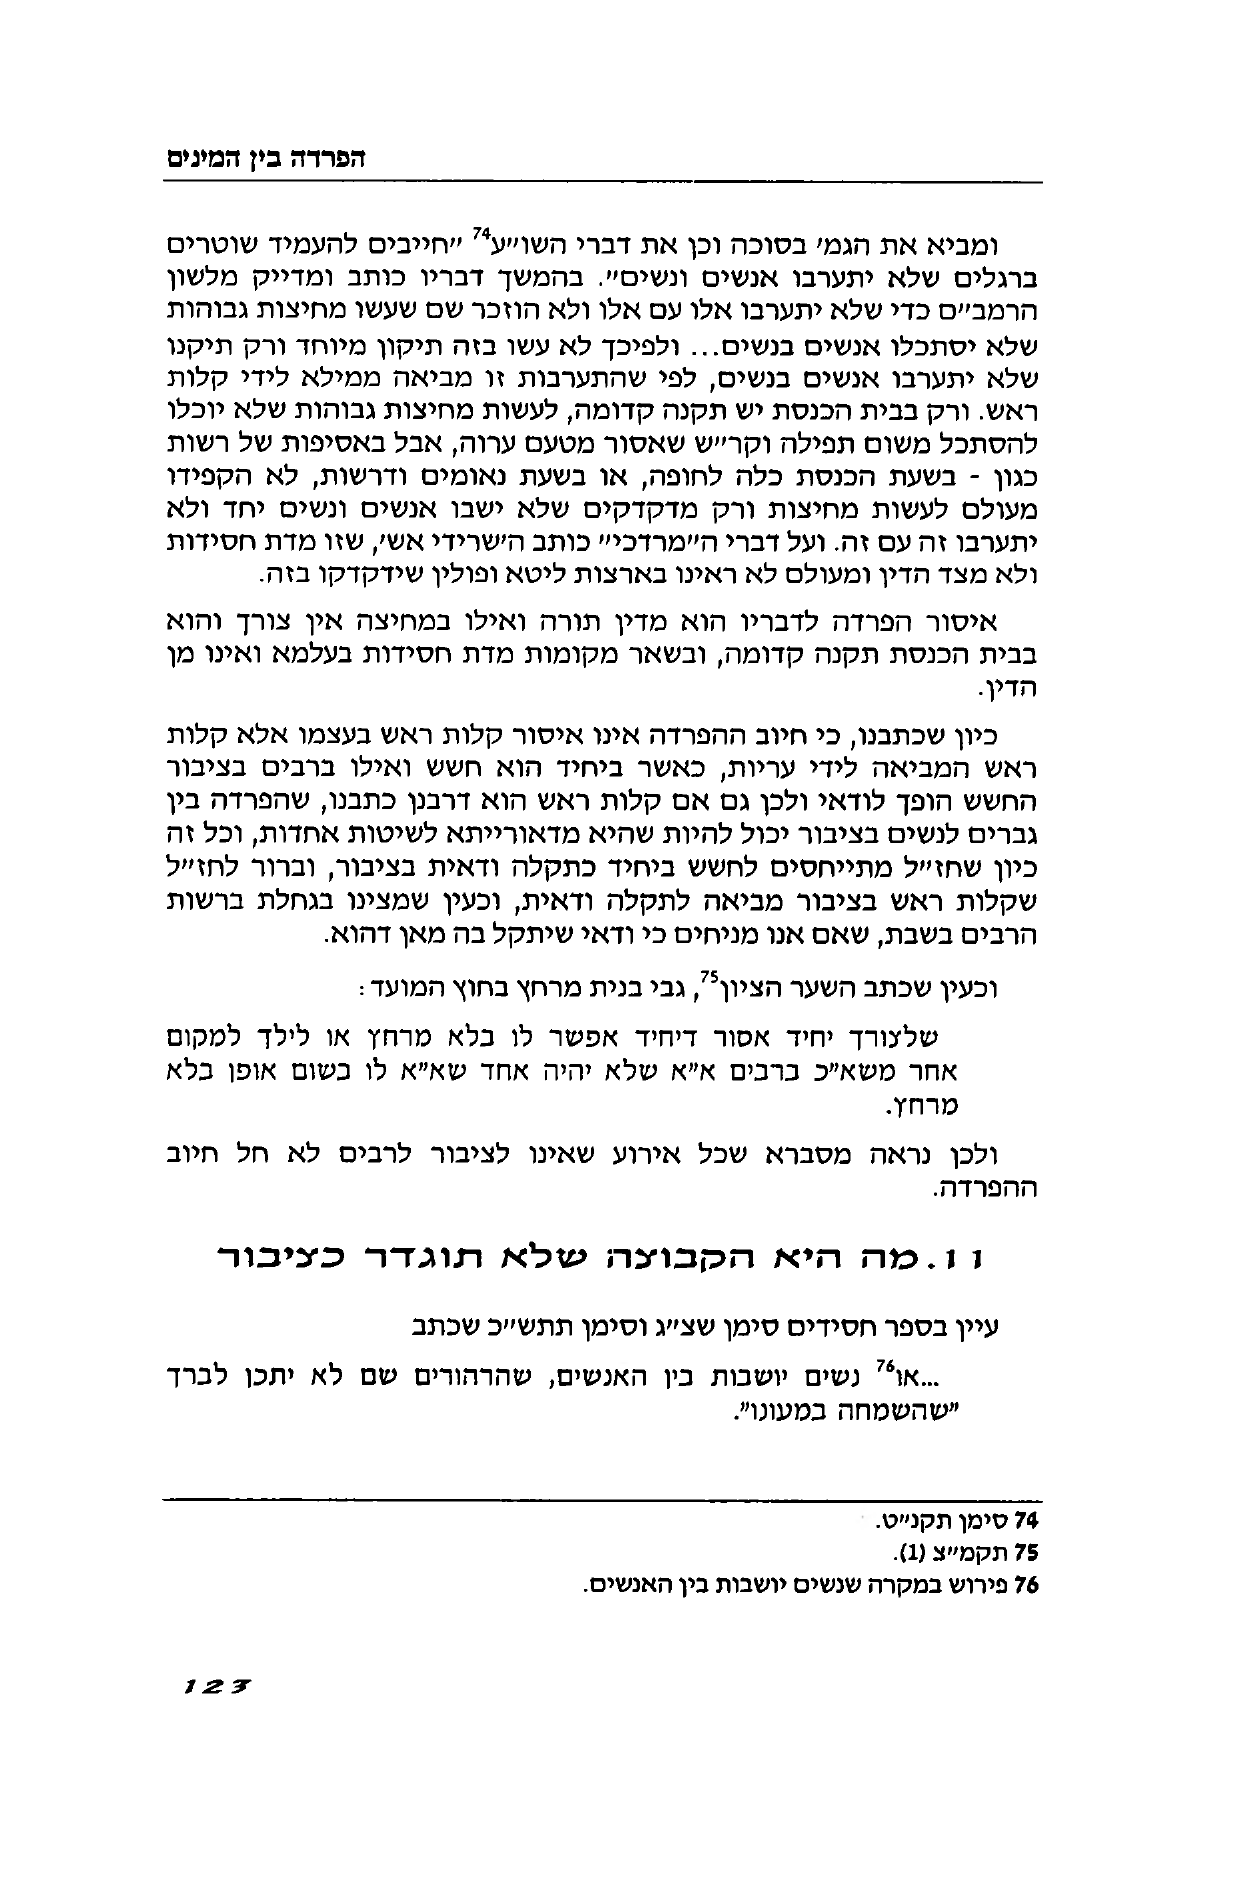 הפרדה בין המינים
ומביא את הגמ' בסוכה וכן את דברי השו"ע74 "חייבים להעמיד שוטרים
ברגלים שלא יתערבו אנשים ונשים". בהמשך דבריו כותב ומדייק מלשון
הרמב"ם כדי שלא יתערבו אלו עם אלו ולא הוזכר שם שעשו מחיצות גבוהות
שלא יסתכלו אנשים בנשים... ולפיכך לא עשו בזה תיקון מיוחד ורק תיקנו
שלא יתערבו אנשים בנשים, לפי שהתערבות זו מביאה ממילא לידי קלות
ראש. ורק בבית הכנסת יש תקנה קדומה, לעשות מחיצות גבוהות שלא יוכלו
להסתכל משום תפילה וקר"ש שאסור מטעם ערוה, אבל באסיפות של רשות
כגון - בשעת הכנסת כלה לחופה, או בשעת נאומים ודרשות, לא הקפידו
מעולם לעשות מחיצות ורק מדקדקים שלא ישבו אנשים ונשים יחד ולא
יתערבו זה עם זה. ועל דברי ה"מרדכי" כותב ה'שרידי אש', שזו מדת חסידות
ולא מצד הדין ומעולם לא ראינו בארצות ליטא ופולין שידקדקו בזה.
איסור הפרדה לדבריו הוא מדין תורה ואילו במחיצה אין צורך והוא
בבית הכנסת תקנה קדומה, ובשאר מקומות מדת חסידות בעלמא ואינו מן
הדין.
כיון שכתבנו, כי חיוב ההפרדה אינו איסור קלות ראש בעצמו אלא קלות
ראש המביאה לידי עריות, כאשר ביחיד הוא חשש ואילו ברבים בציבור
החשש הופך לודאי ולכן גם אם קלות ראש הוא דרבנן כתבנו, שהפרדה בין
גברים לנשים בציבור יכול להיות שהיא מדאורייתא לשיטות אחדות, וכל זה
כיון שחז"ל מתייחסים לחשש ביחיד כתקלה ודאית בציבור, וברור לחז"ל
שקלות ראש בציבור מביאה לתקלה ודאית, וכעין שמצינו בגחלת ברשות
הרבים בשבת, שאם אנו מניחים כי ודאי שיתקל בה מאן דהוא.
וכעין שכתב השער הציון75, גבי בנית מרחץ בחוץ המועד:
שלצורך יחיד אסור דיחיד אפשר לו בלא מרחץ או לילך למקום
אחר משא"כ ברבים א"א שלא יהיה אחד שא"א לו בשום אופן בלא
מרחץ.
ולכן נראה מסברא שכל אירוע שאינו לציבור לרבים לא חל חיוב
ההפרדה.
11. מה היא הקבוצה שלא תוגדר כציבור
עיין בספר חסידים סימן שצ"ג וסימן תתש"כ שכתב
...או76 נשים יושבות בין האנשים, שהרהורים שם לא יתכן לברך
"שהשמחה במעונו".
74 סימן תקנ"ט.
75 תקמ"צ (1).
76 פירוש במקרה שנשים יושבות בין האנשים.
123